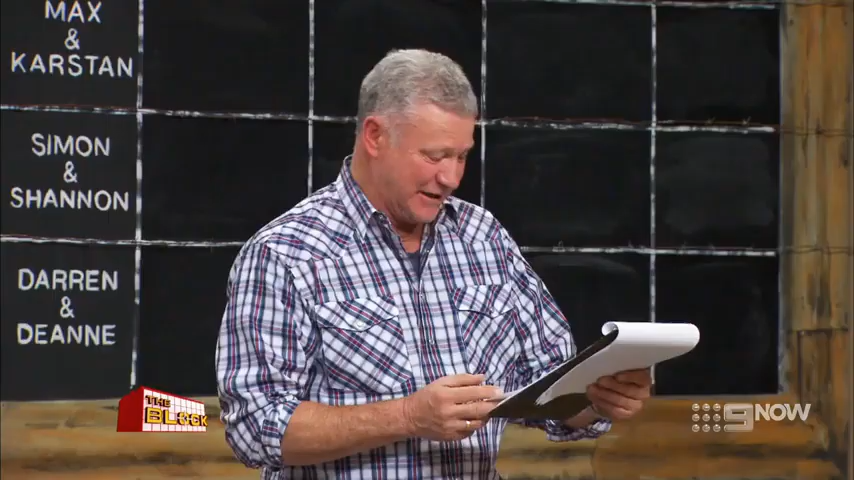 MAX
&
KARSTAN
SIMON
&
SHANNON
DARREN
&
DEANNE
THE
BLOCK
9NOW